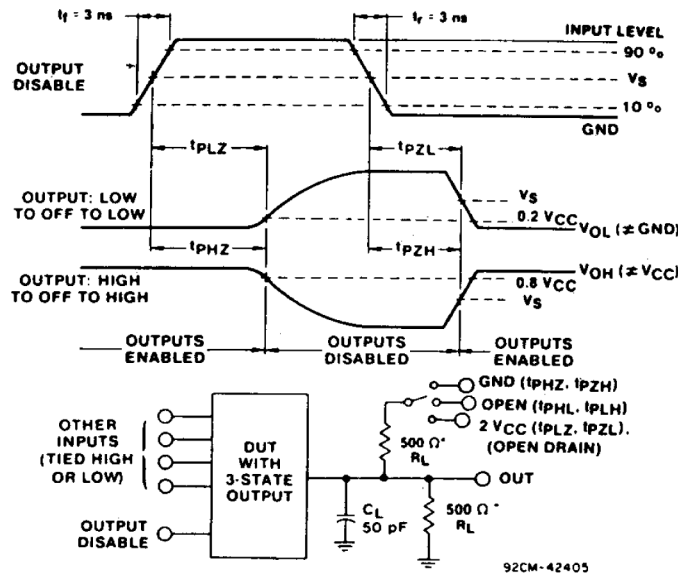 tf = 3 ns
tr = 3 ns
INPUT LEVEL
90 %
OUTPUT
DISABLE
VS
10 %
GND
tPLZ
tPZL
OUTPUT: LOW
TO OFF TO LOW
VS
0.2 VCC
VOL (≠ GND)
tPHZ
tPZH
OUTPUT: HIGH
TO OFF TO HIGH
VOH (≠ VCC)
0.8 VCC
VS
OUTPUTS
ENABLED
OUTPUTS
DISABLED
OUTPUTS
ENABLED
GND (tPHZ, tPZH)
OPEN (tPHL, tPLH)
2 VCC (tPLZ, tPZL),
(OPEN DRAIN)
OTHER
INPUTS
(TIED HIGH
OR LOW)
DUT
WITH
3-STATE
OUTPUT
500 Ω*
RL
OUT
OUTPUT
DISABLE
CL
50 pF
500 Ω*
RL
92CM-42405